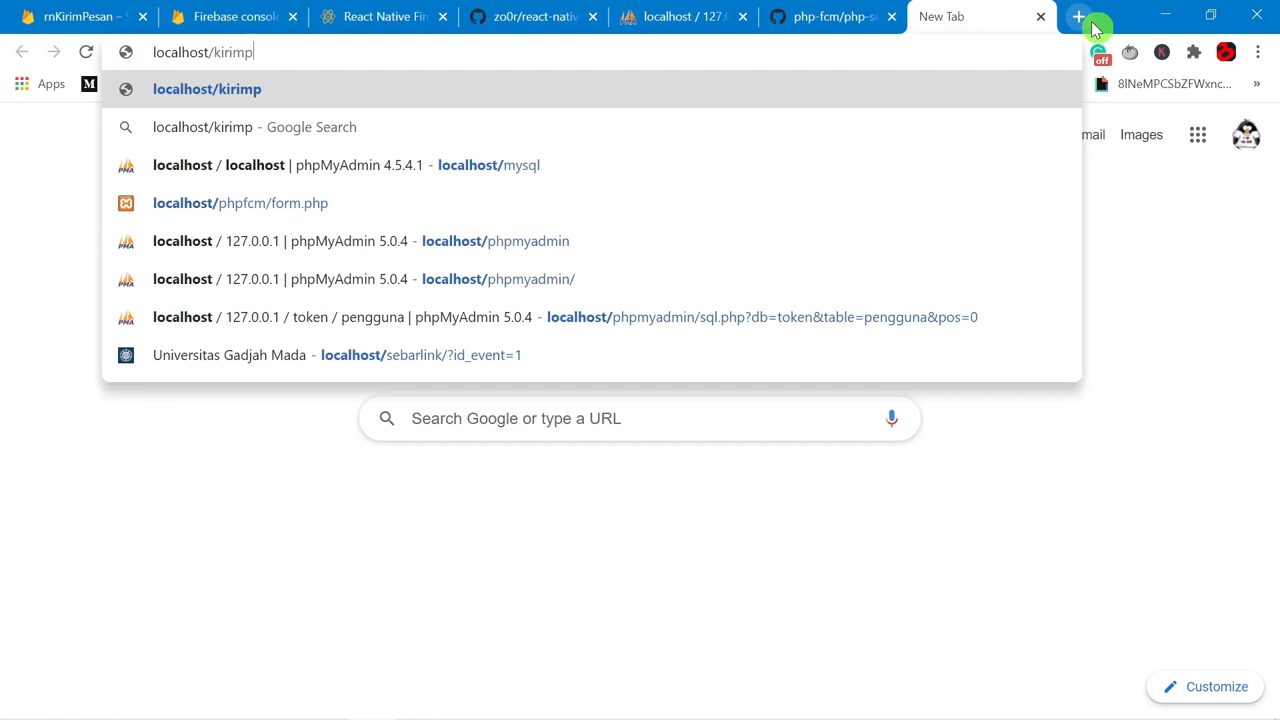 rnKirimPesan –
Firebase consol
React Native Fir
zo0r/react-nativ
localhost / 127.0
php-fcm/php-se
New Tab
localhost/kirimp
off
Apps
8lNeMPCSbZFWxnc...
»
localhost/kirimp
localhost/kirimp - Google Search
localhost / localhost | phpMyAdmin 4.5.4.1 - localhost/mysql
localhost/phpfcm/form.php
localhost / 127.0.0.1 | phpMyAdmin 5.0.4 - localhost/phpmyadmin
localhost / 127.0.0.1 | phpMyAdmin 5.0.4 - localhost/phpmyadmin/
localhost / 127.0.0.1 / token / pengguna | phpMyAdmin 5.0.4 - localhost/phpmyadmin/sql.php?db=token&table=pengguna&pos=0
Universitas Gadjah Mada - localhost/sebarlink/?id_event=1
mail
Images
Search Google or type a URL
Customize